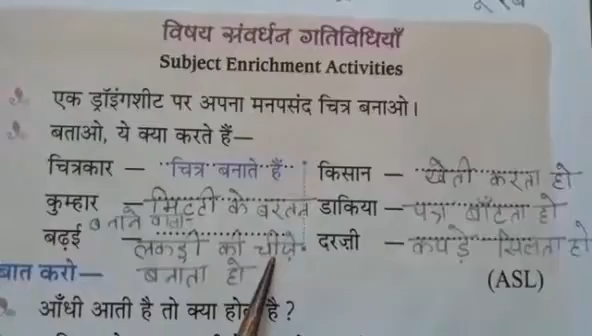 विषय संवर्धन गतिविधियाँ
Subject Enrichment Activities
एक ड्रॉइंगशीट पर अपना मनपसंद चित्र बनाओ।
बताओ, ये क्या करते हैं—
चित्रकार — चित्र बनाते हैं किसान — खेती करता हो
कुम्हार — मिट्टी के बरतन डाकिया — पत्र बाँटता हो
बनाने वाला
बढ़ई — लकड़ी की चीज़े दरज़ी — कपड़े सिलता हो
बात करो— बनाता हो (ASL)
आँधी आती है तो क्या है?